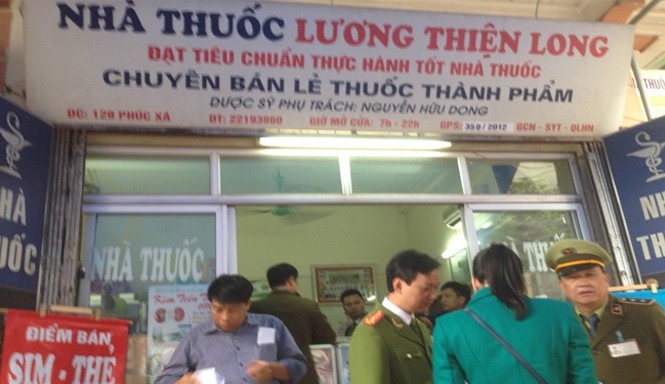 NHÀ THUỐC LƯƠNG THIỆN LONG
ĐẠT TIÊU CHUẨN THỰC HÀNH TỐT NHÀ THUỐC
CHUYÊN BÁN LẺ THUỐC THÀNH PHẨM
DƯỢC SỸ PHỤ TRÁCH: NGUYỄN HỮU DONG
ĐC: 129 PHÚC XÁ ĐT: 22193860 GIỜ MỞ CỬA: 7h - 22h GPS: 350/2012 GCN - SYT - QLHN
NHÀ
THUỐC
NHÀ THUỐC
NHÀ
ĐIỂM BÁN
SIM - THẺ